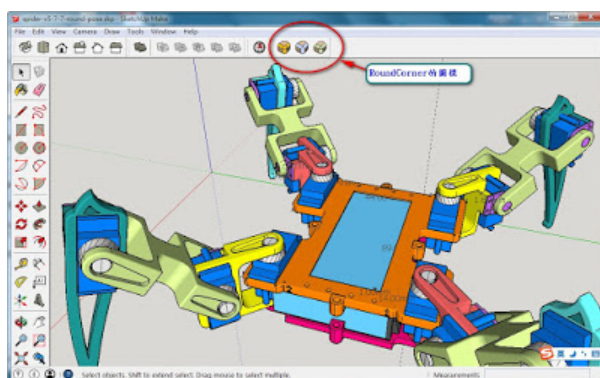 spider-v5-7-7-round-pose.skp - SketchUp Make
File Edit View Camera Draw Tools Window Help
RoundCorner的圖標
Select objects. Shift to extend select. Drag mouse to select multiple.
Measurements